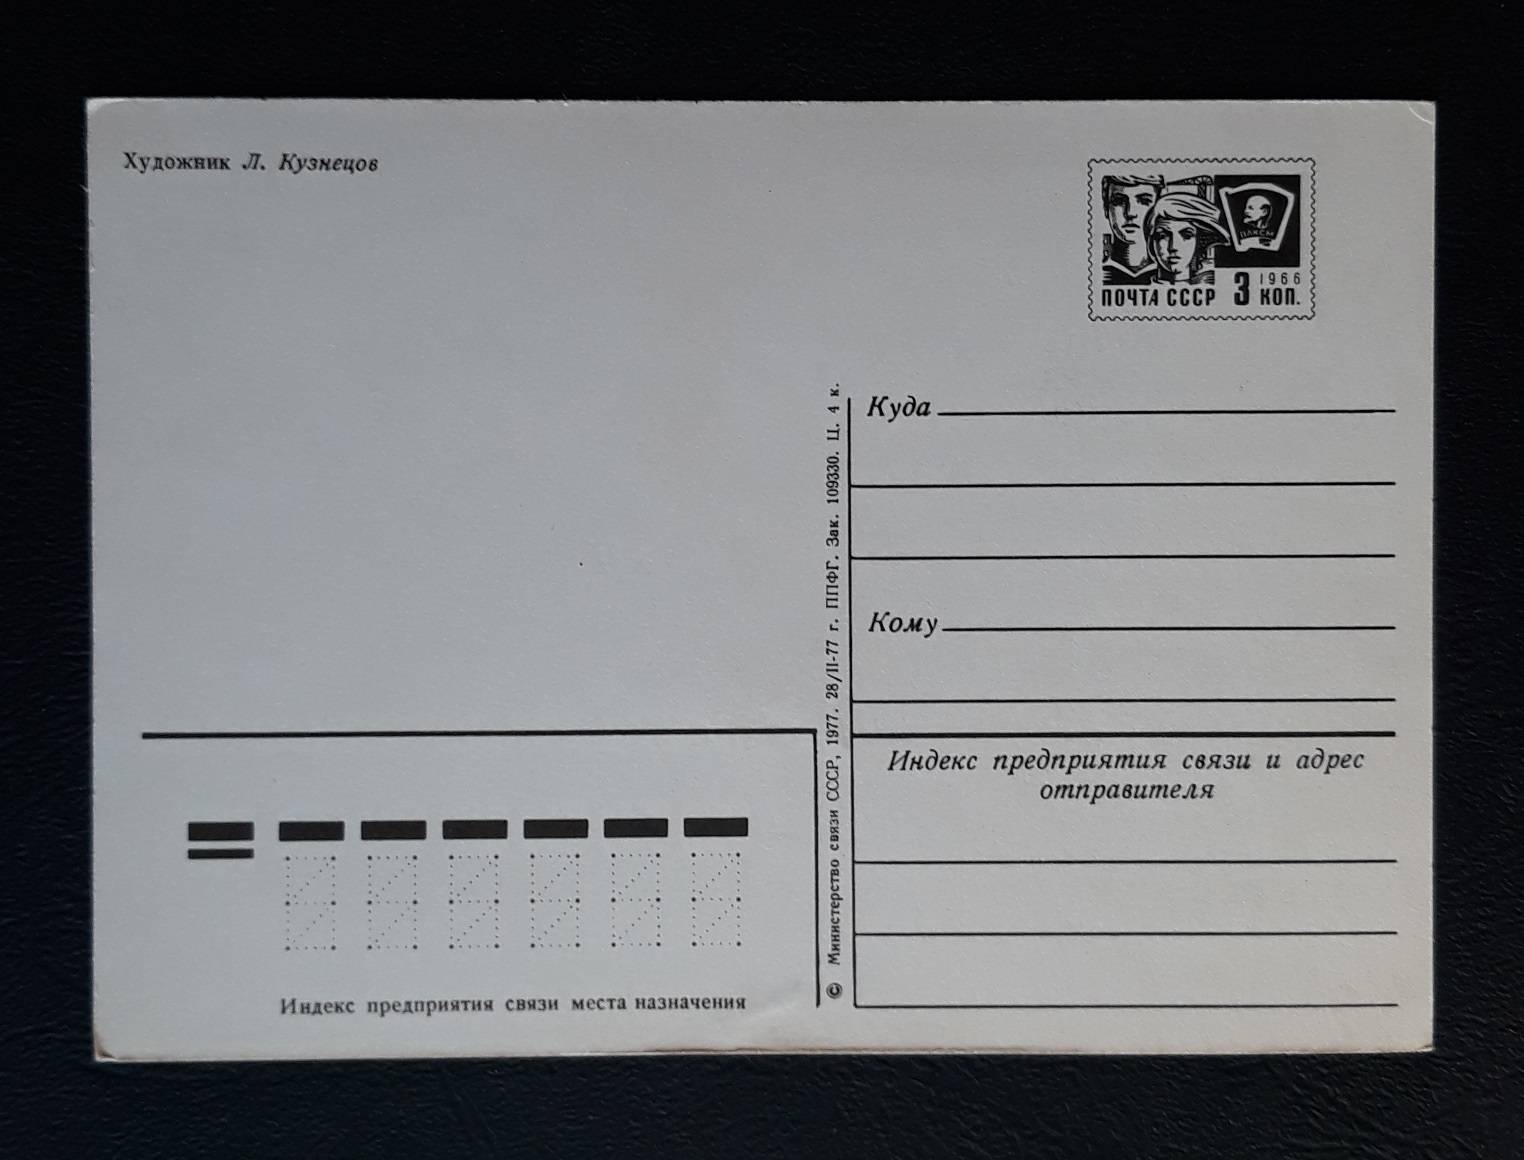 Художник Л. Кузнецов
ВЛКСМ
1966
ПОЧТА СССР 3 КОП.
Куда
Кому
Индекс предприятия связи и адрес
отправителя
© Министерство связи СССР, 1977. 28/II-77 г. ППФГ. Зак. 109330. Ц. 4 к.
Индекс предприятия связи места назначения